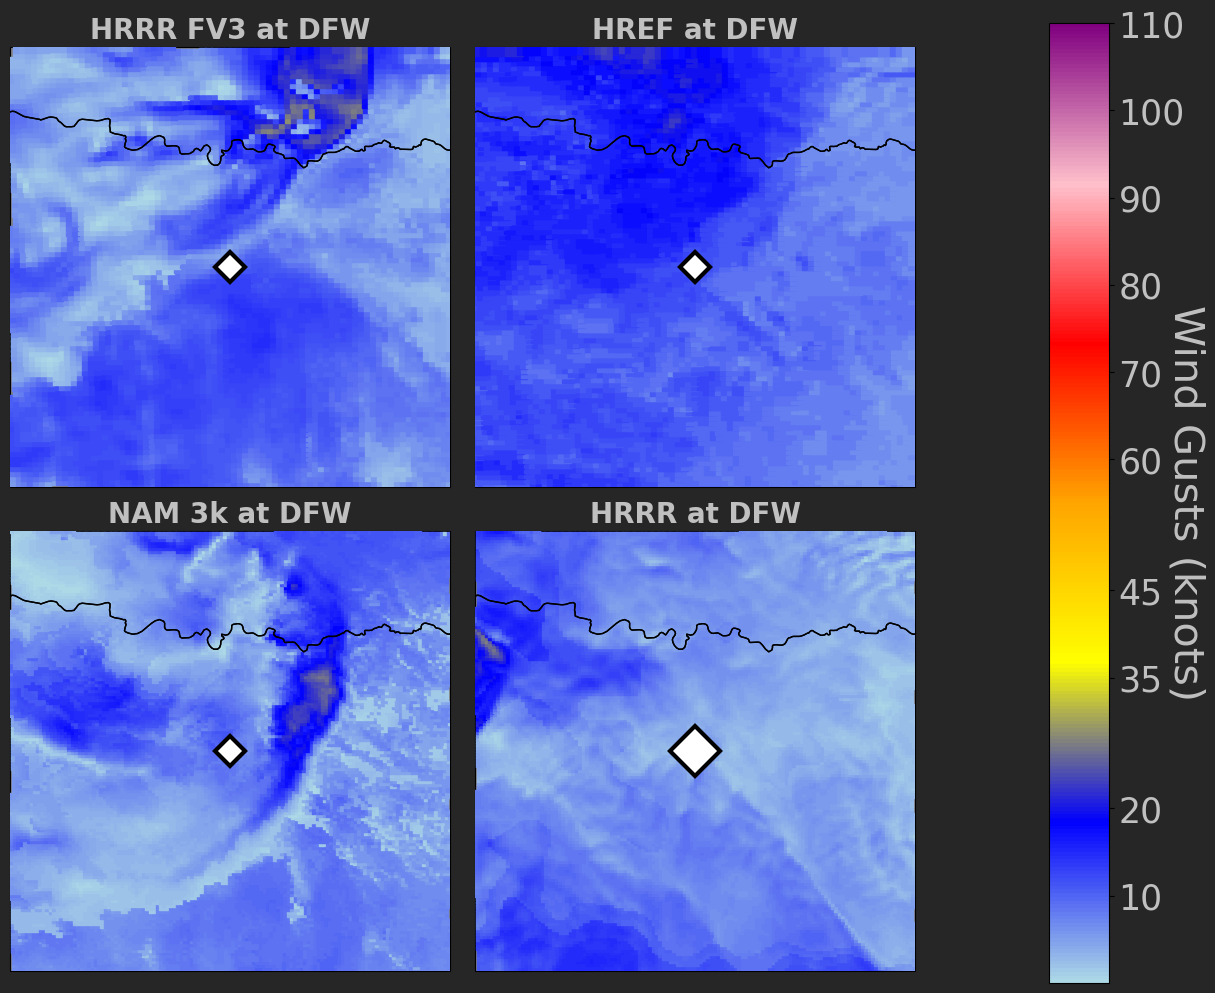 HRRR FV3 at DFW
HREF at DFW
NAM 3k at DFW
HRRR at DFW
110
100
90
80
70
60
45
35
20
10
Wind Gusts (knots)